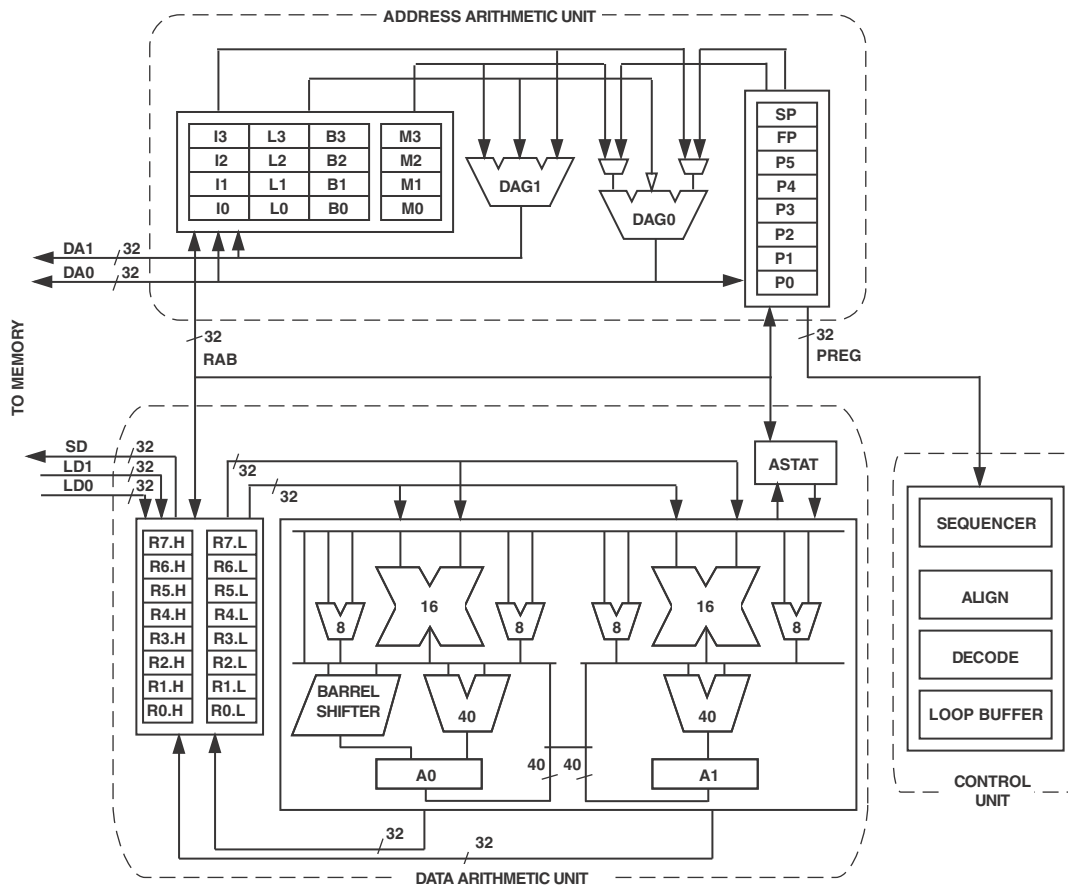 ADDRESS ARITHMETIC UNIT
SP
I3 L3 B3 M3 FP
I2 L2 B2 M2 DAG1 P5
I1 L1 B1 M1 P4
I0 L0 B0 M0 DAG0 P3
P2
DA1 32 P1
DA0 32 P0
32 32
RAB PREG
TO MEMORY
SD 32 ASTAT
LD1 32 32
LD0 32 32
R7.H R7.L SEQUENCER
R6.H R6.L
R5.H R5.L 16 16 ALIGN
R4.H R4.L 8 8 8 8
R3.H R3.L
R2.H R2.L DECODE
R1.H R1.L BARREL
R0.H R0.L SHIFTER 40 40 LOOP BUFFER
A0 40 40 A1
CONTROL
UNIT
32
32
DATA ARITHMETIC UNIT